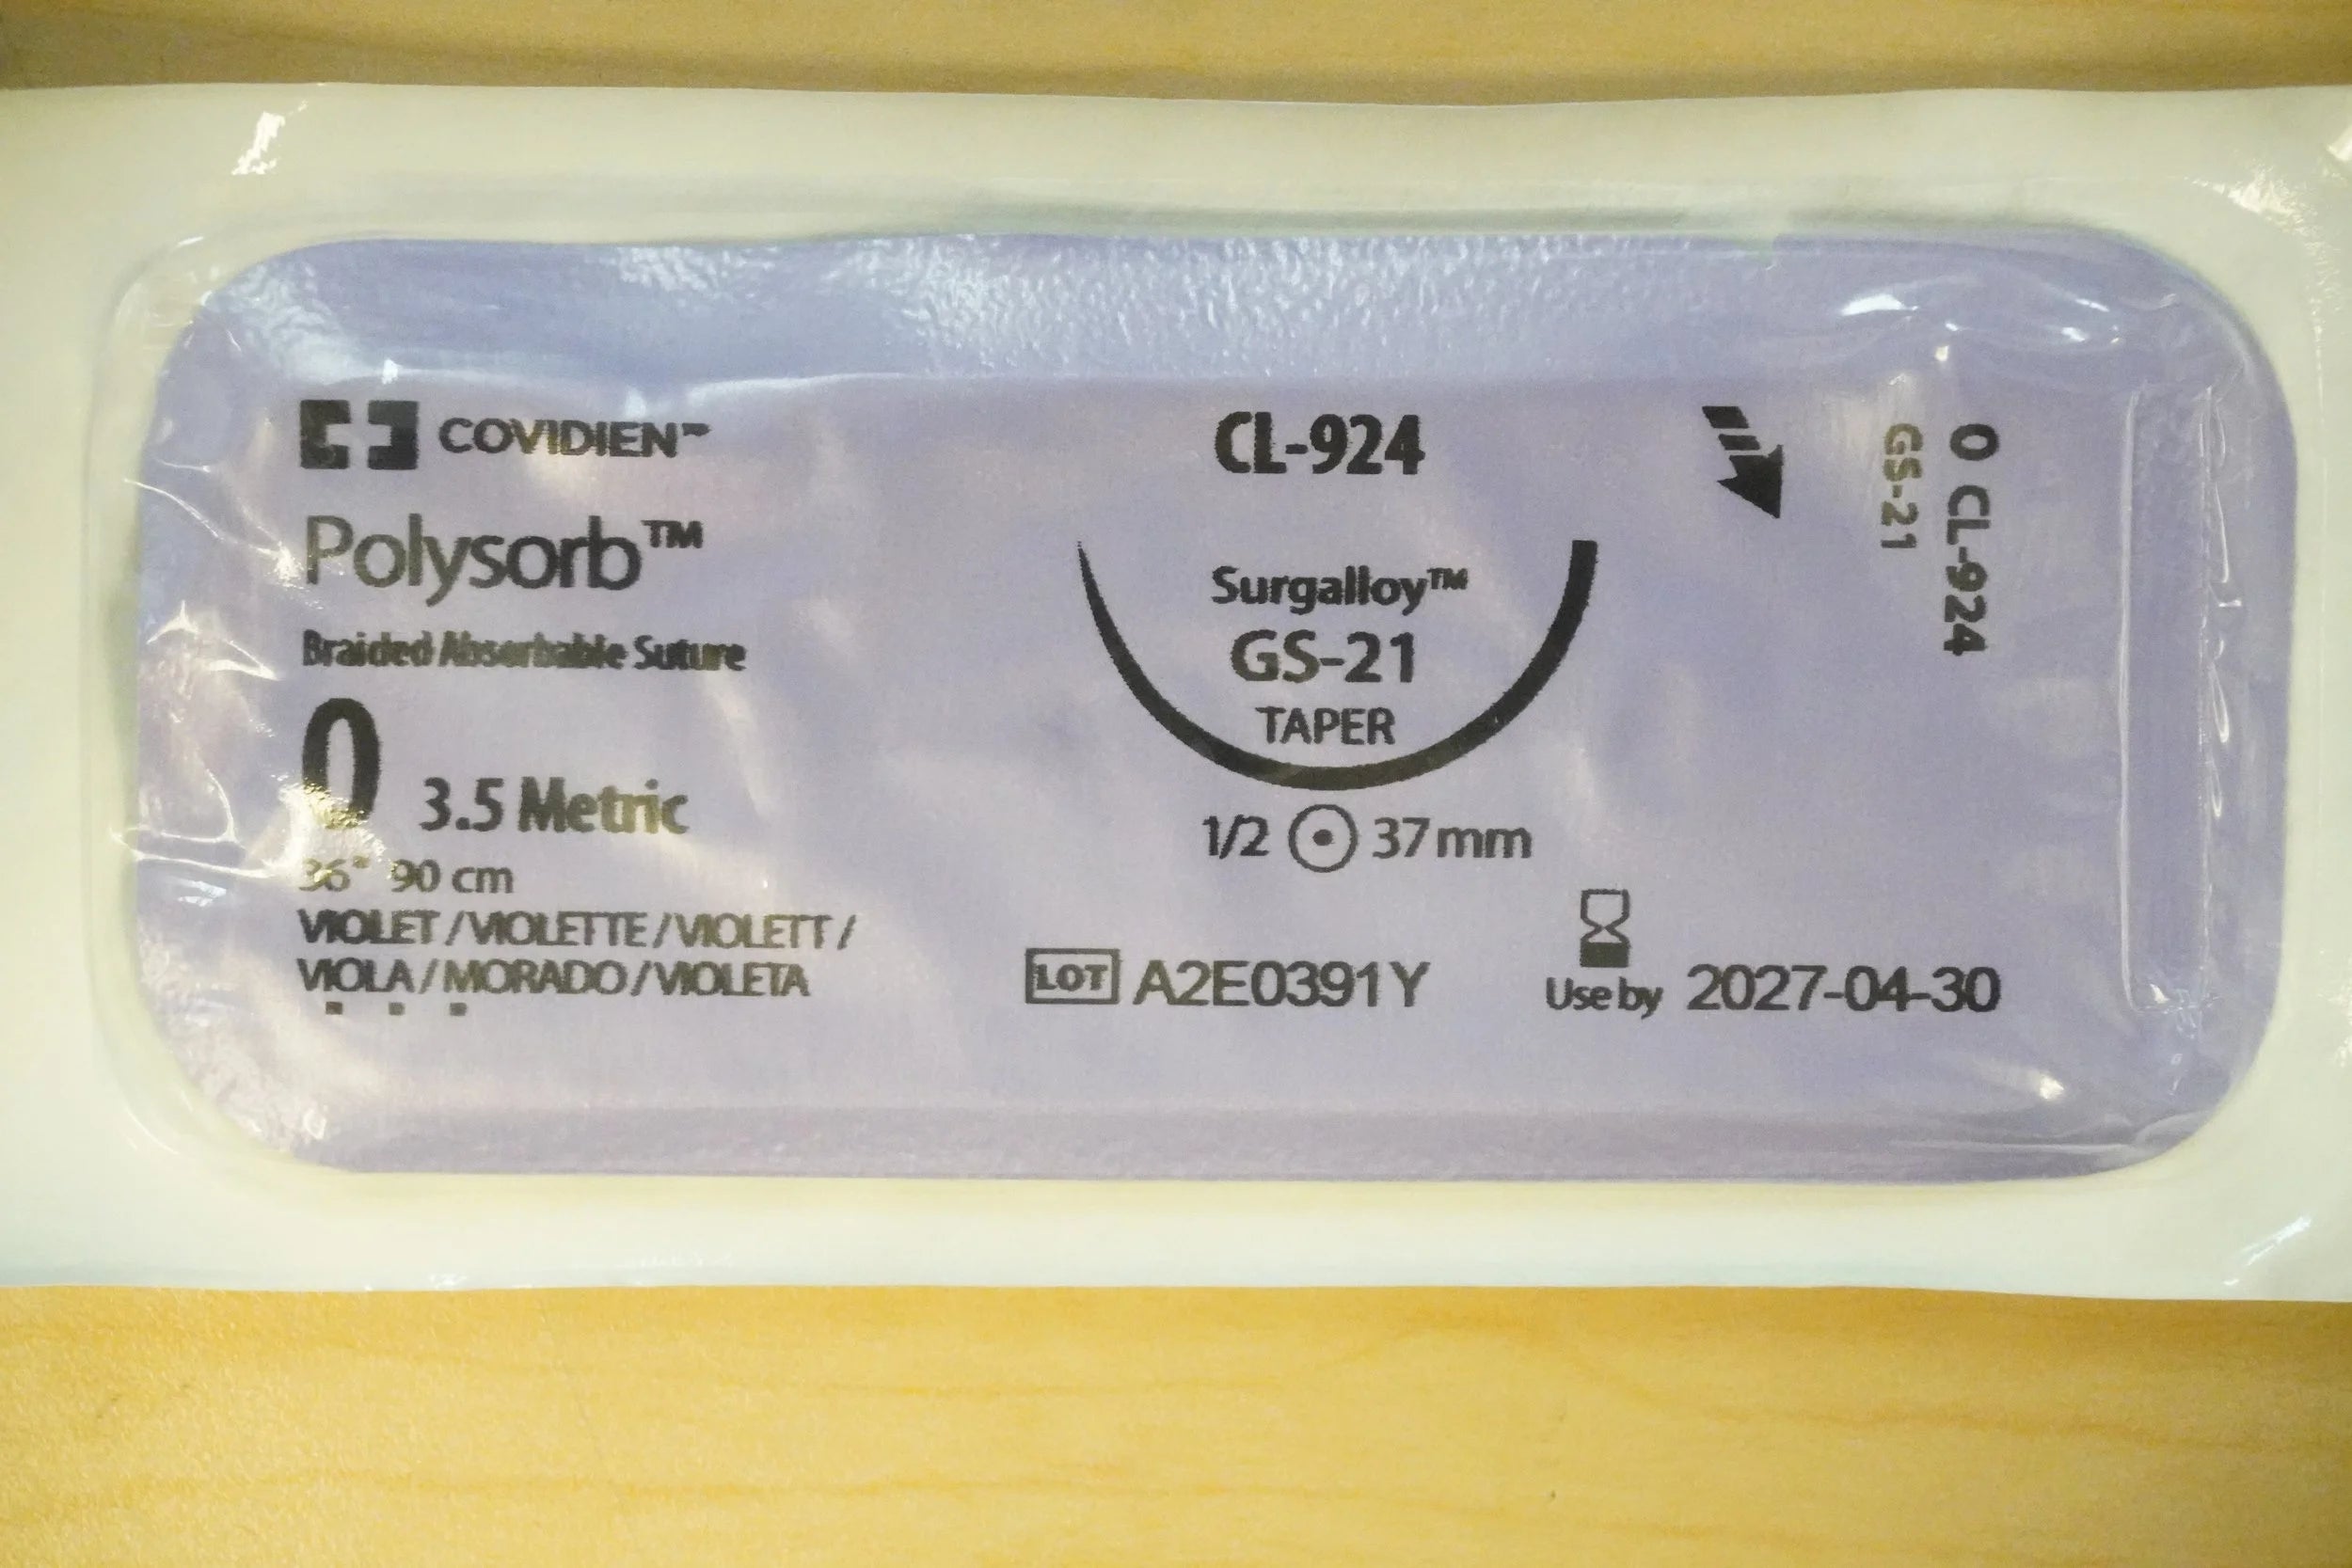 COVIDIEN™
Polysorb™
Braided Absorbable Suture
0 3.5 Metric
36" 90 cm
VIOLET / VIOLETTE / VIOLETT /
VIOLA / MORADO / VIOLETA
CL-924
Surgalloy™
GS-21
TAPER
1/2 37 mm
LOT A2E0391Y
Use by 2027-04-30
0 CL-924
GS-21